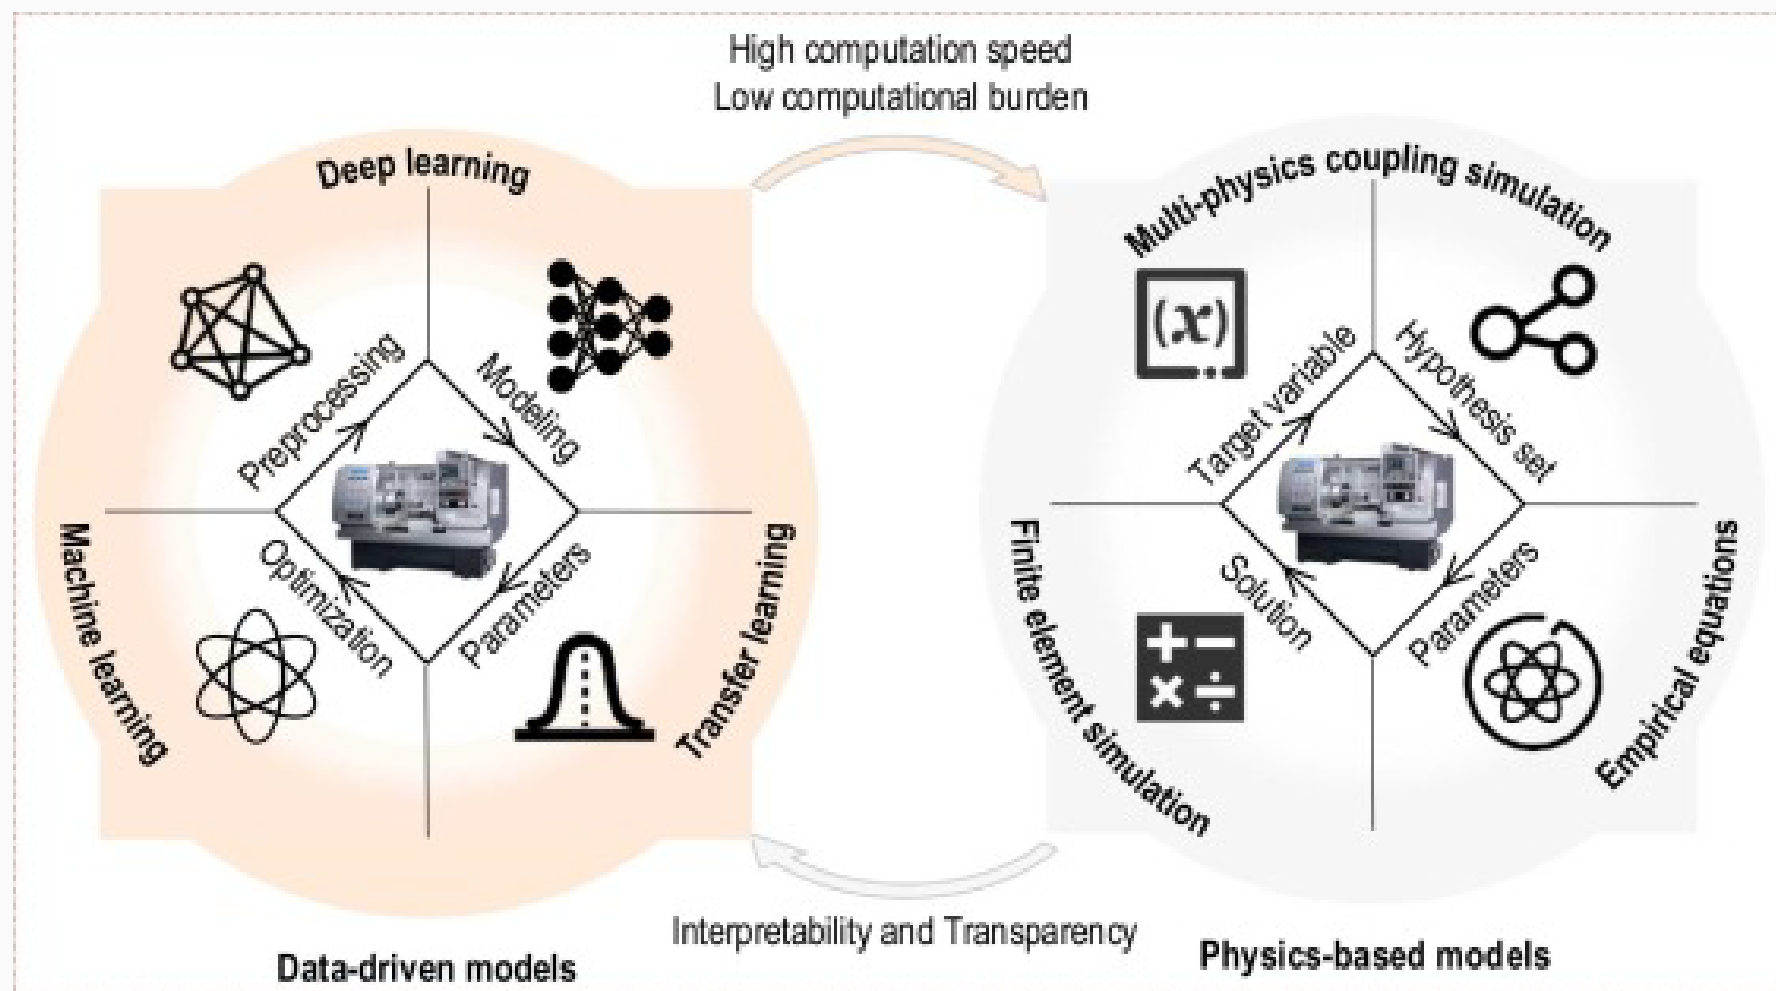 High computation speed
Low computational burden
Deep learning
Preprocessing
Modeling
Optimization
Parameters
Machine learning
Transfer learning
Data-driven models
Multi-physics coupling simulation
(x)
Target variable
Hypothesis set
Solution
Parameters
Finite element simulation
Empirical equations
Physics-based models
Interpretability and Transparency